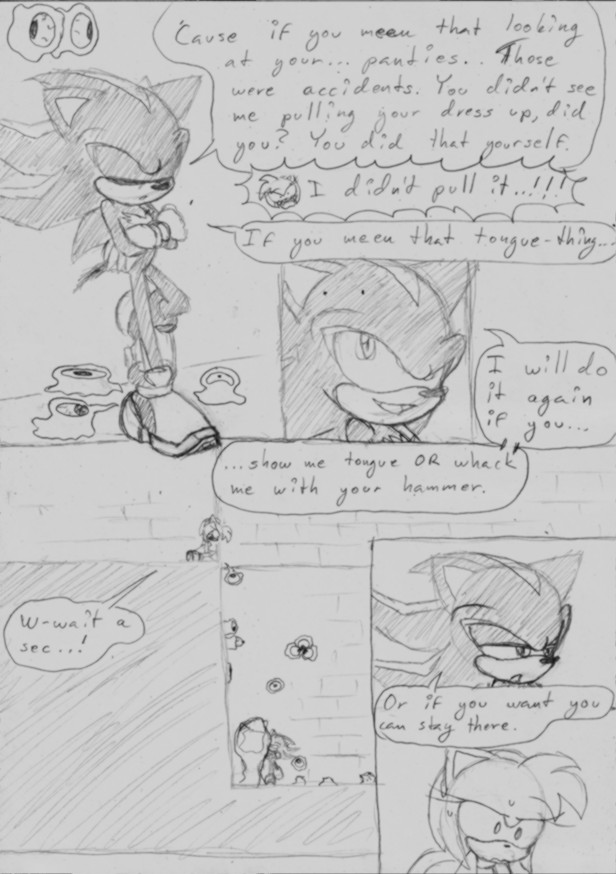 'Cause if you meen that looking
at your... panties.. Those
were accidents. You didn't see
me pulling your dress up, did
you? You did that yourself.
I didn't pull it...!!!
If you meen that tongue-thing...
I will do
it again
if you...
...show me tongue OR whack
me with your hammer.
W-wait a
sec...!
Or if you want you
can stay there.